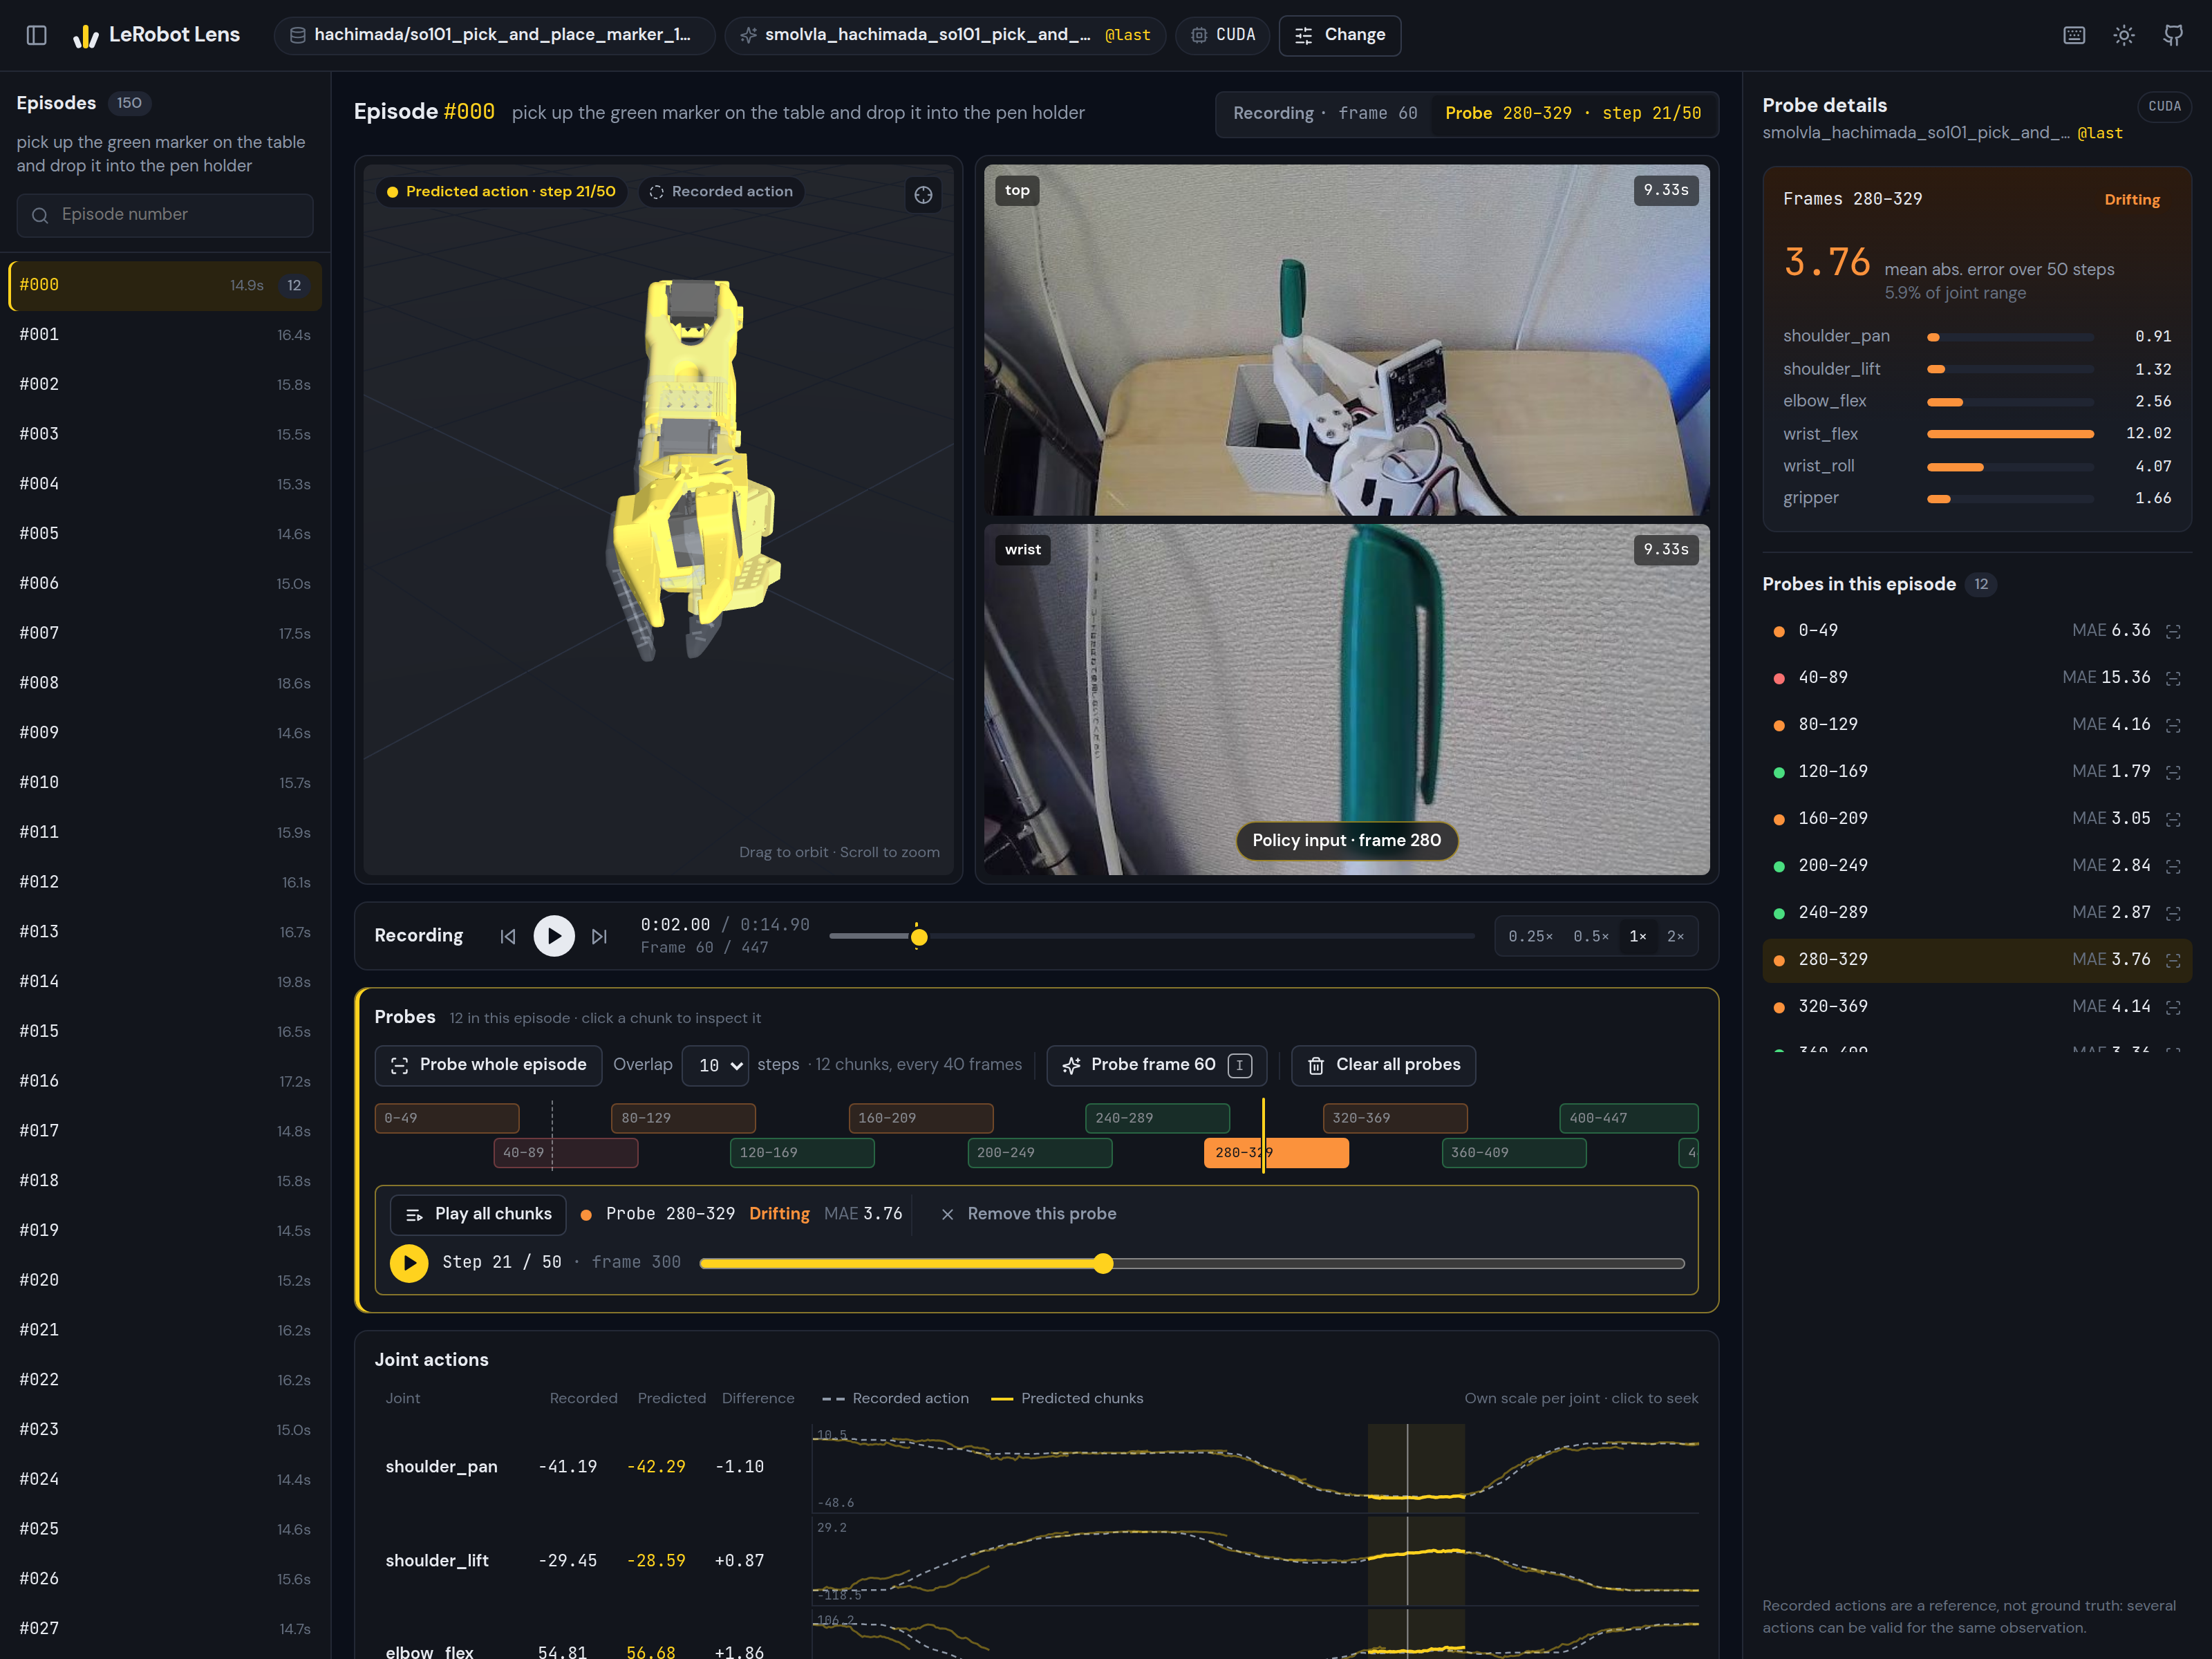 LeRobot Lens
hachimada/so101_pick_and_place_marker_1...
smolvla_hachimada_so101_pick_and_... @last
CUDA
Change
Episodes 150
pick up the green marker on the table
and drop it into the pen holder
Episode number
#000 14.9s 12
#001 16.4s
#002 15.8s
#003 15.5s
#004 15.3s
#005 14.6s
#006 15.0s
#007 17.5s
#008 18.6s
#009 14.6s
#010 15.7s
#011 15.9s
#012 16.1s
#013 16.7s
#014 19.8s
#015 16.5s
#016 17.2s
#017 14.8s
#018 15.8s
#019 14.5s
#020 15.2s
#021 16.2s
#022 16.2s
#023 15.0s
#024 14.4s
#025 14.6s
#026 15.6s
#027 14.7s
Episode #000 pick up the green marker on the table and drop it into the pen holder
Recording · frame 60 Probe 280–329 · step 21/50
Predicted action · step 21/50 Recorded action
Drag to orbit · Scroll to zoom
top 9.33s
wrist 9.33s
Policy input · frame 280
Recording
0:02.00 / 0:14.90
Frame 60 / 447
0.25× 0.5× 1× 2×
Probes 12 in this episode · click a chunk to inspect it
Probe whole episode Overlap 10 steps · 12 chunks, every 40 frames Probe frame 60 I Clear all probes
0–49 80–129 160–209 240–289 320–369 400–447
40–89 120–169 200–249 280–329 360–409 4
Play all chunks Probe 280–329 Drifting MAE 3.76 Remove this probe
Step 21 / 50 · frame 300
Joint actions
Joint Recorded Predicted Difference Recorded action Predicted chunks Own scale per joint · click to seek
10.5
shoulder_pan -41.19 -42.29 -1.10
-48.6
29.2
shoulder_lift -29.45 -28.59 +0.87
-118.5
106.2
elbow_flex 54.81 56.68 +1.86
Probe details CUDA
smolvla_hachimada_so101_pick_and_... @last
Frames 280–329 Drifting
3.76 mean abs. error over 50 steps
5.9% of joint range
shoulder_pan 0.91
shoulder_lift 1.32
elbow_flex 2.56
wrist_flex 12.02
wrist_roll 4.07
gripper 1.66
Probes in this episode 12
0–49 MAE 6.36
40–89 MAE 15.36
80–129 MAE 4.16
120–169 MAE 1.79
160–209 MAE 3.05
200–249 MAE 2.84
240–289 MAE 2.87
280–329 MAE 3.76
320–369 MAE 4.14
Recorded actions are a reference, not ground truth: several
actions can be valid for the same observation.